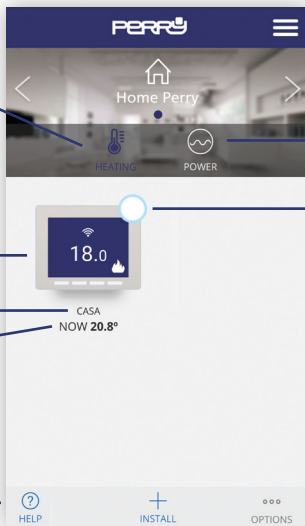 PERRY
Home Perry
HEATING POWER
18.0
CASA
NOW 20.8°
HELP INSTALL OPTIONS